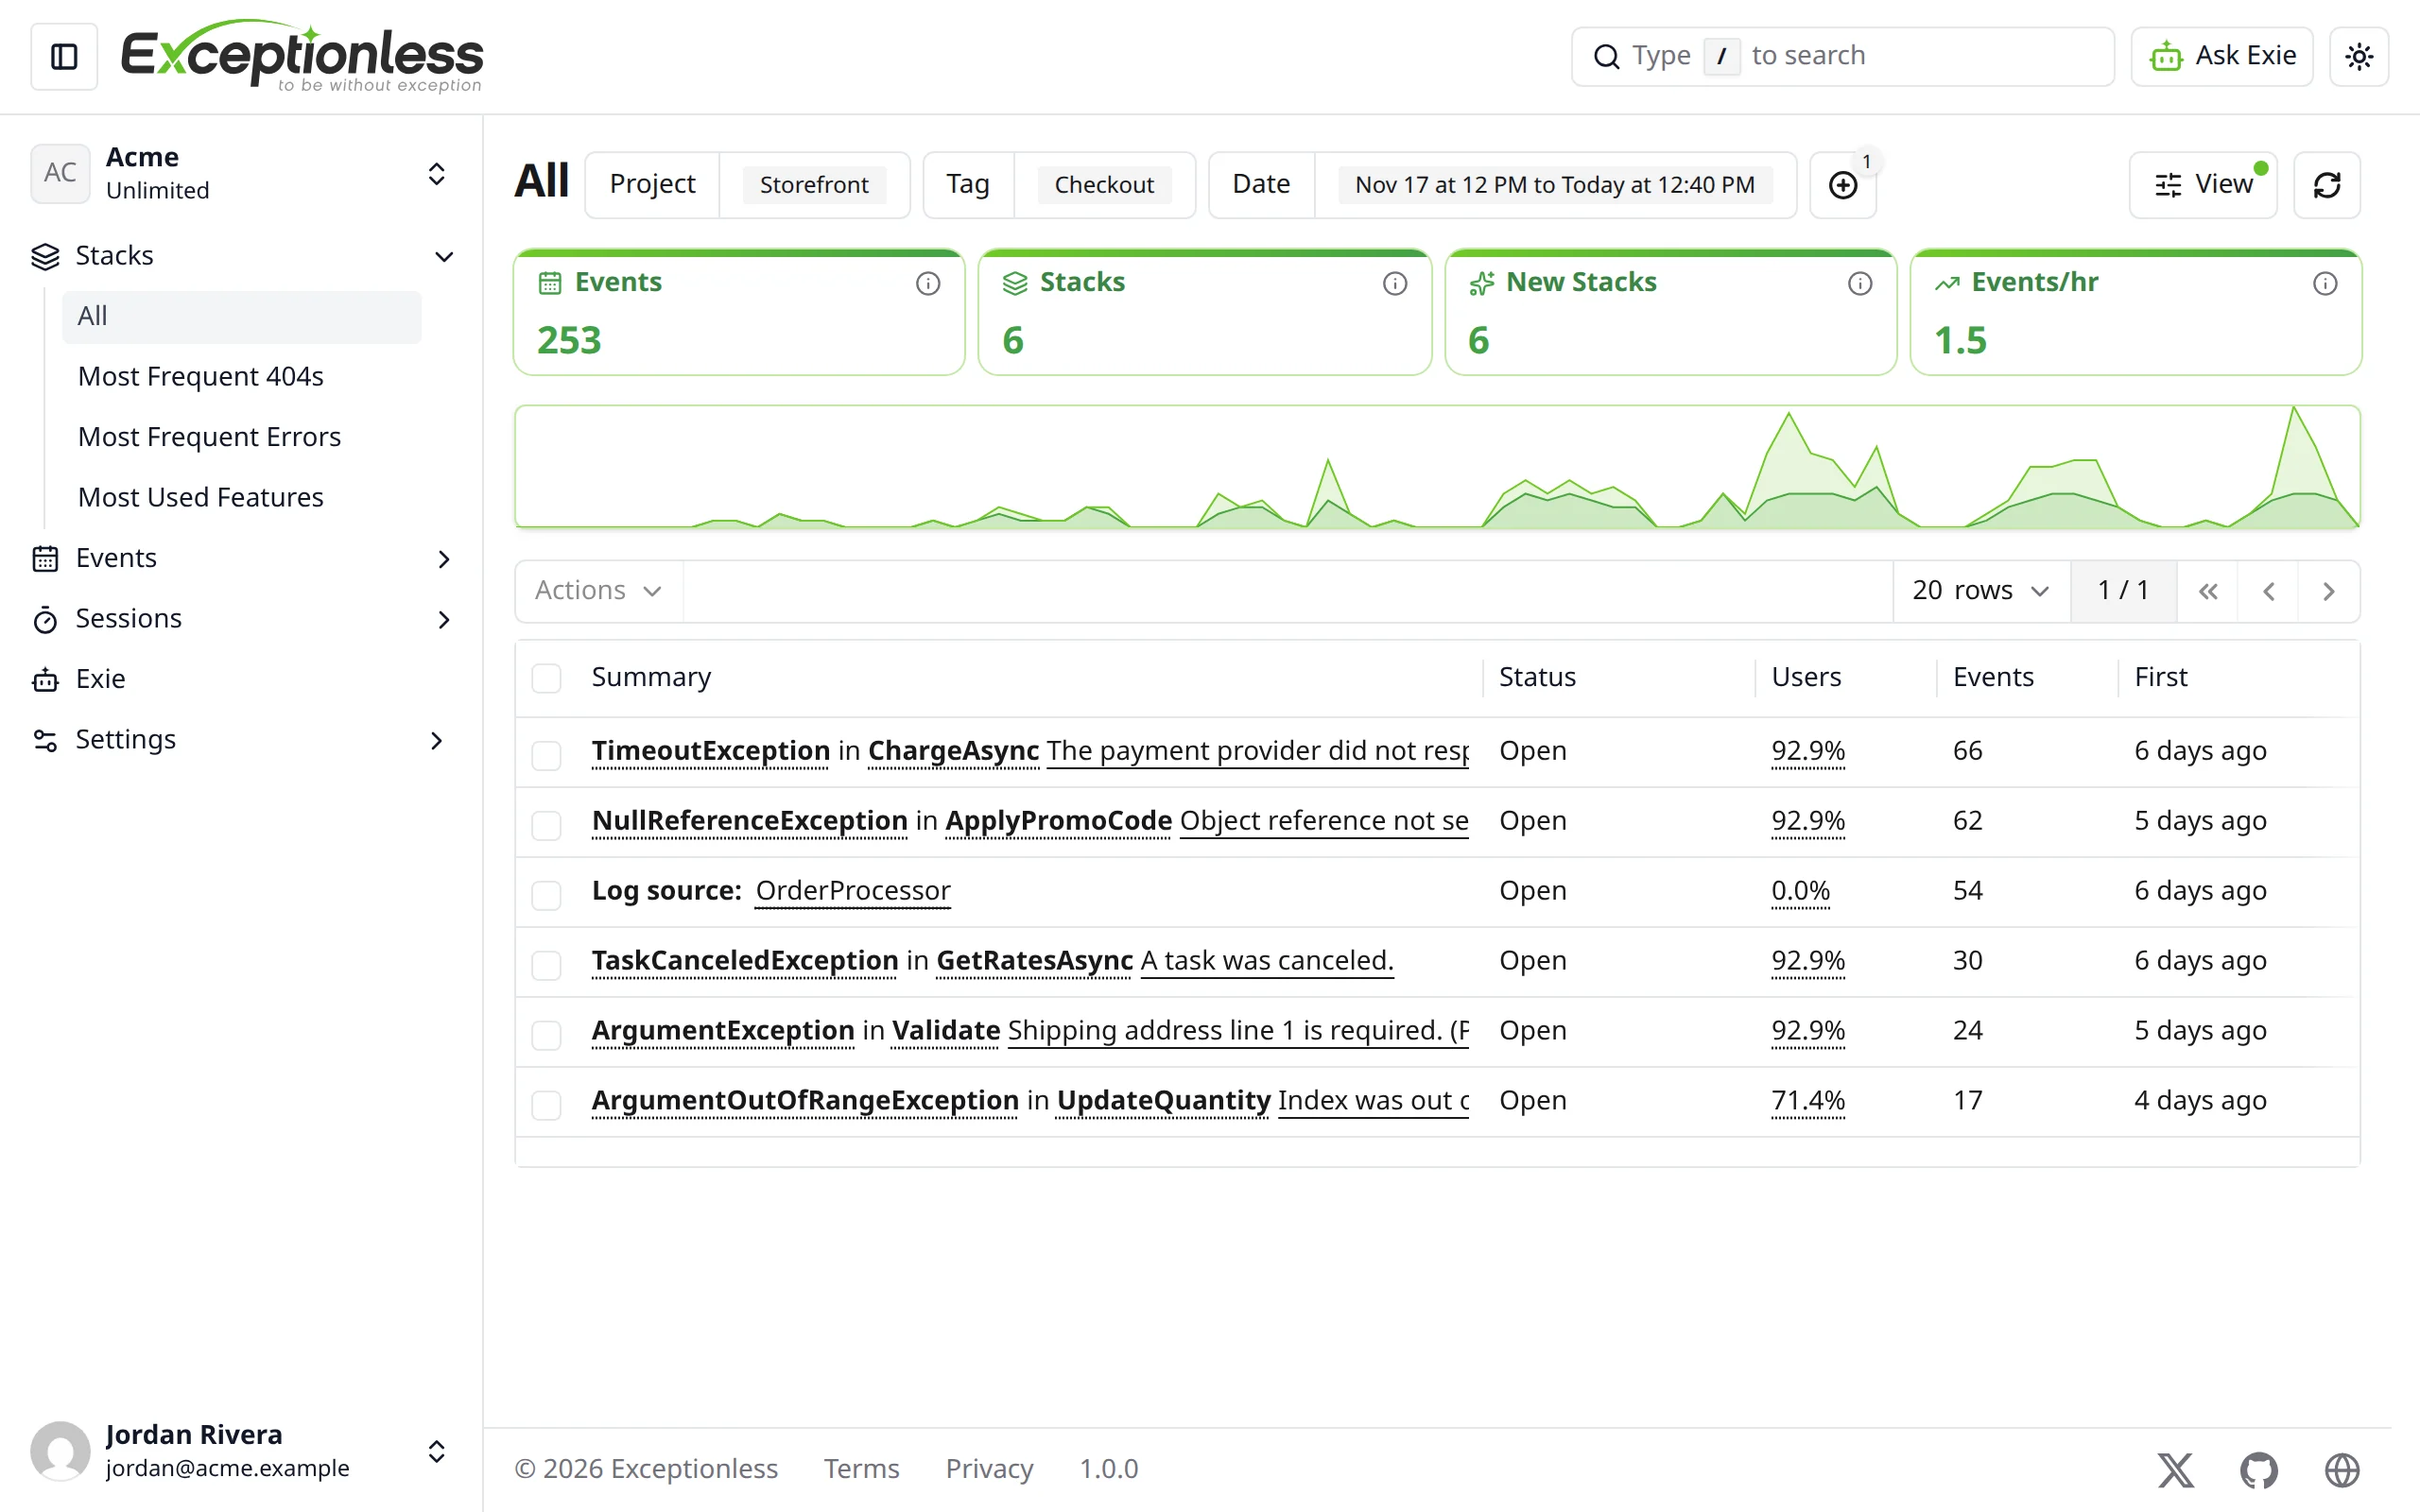 Exceptionless
to be without exception
Type / to search
Ask Exie
AC
Acme
Unlimited
Stacks
All
Most Frequent 404s
Most Frequent Errors
Most Used Features
Events
Sessions
Exie
Settings
Jordan Rivera
jordan@acme.example
All
Project Storefront
Tag Checkout
Date Nov 17 at 12 PM to Today at 12:40 PM
1
View
Events
253
Stacks
6
New Stacks
6
Events/hr
1.5
Actions
20 rows
1 / 1
Summary Status Users Events First
TimeoutException in ChargeAsync The payment provider did not resp Open 92.9% 66 6 days ago
NullReferenceException in ApplyPromoCode Object reference not se Open 92.9% 62 5 days ago
Log source: OrderProcessor Open 0.0% 54 6 days ago
TaskCanceledException in GetRatesAsync A task was canceled. Open 92.9% 30 6 days ago
ArgumentException in Validate Shipping address line 1 is required. (P Open 92.9% 24 5 days ago
ArgumentOutOfRangeException in UpdateQuantity Index was out o Open 71.4% 17 4 days ago
© 2026 Exceptionless Terms Privacy 1.0.0